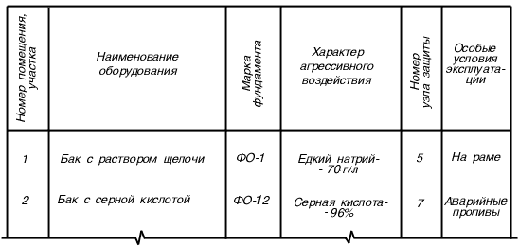 Номер помещения,
участка
Наименование
оборудования
Марка
фундамента
Характер
агрессивного
воздействия
Номер
узла защиты
Особые
условия
эксплуата-
ции
1 Бак с раствором щелочи ФО-1 Едкий натрий- 5 На раме
- 70 г/л
2 Бак с серной кислотой ФО-12 Серная кислота- 7 Аварийные
-96% проливы